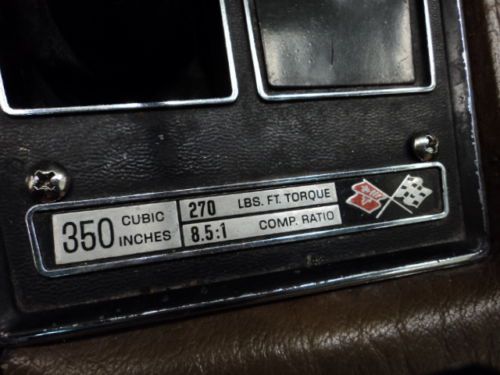 350 CUBIC INCHES
270 LBS. FT. TORQUE
8.5:1 COMP. RATIO